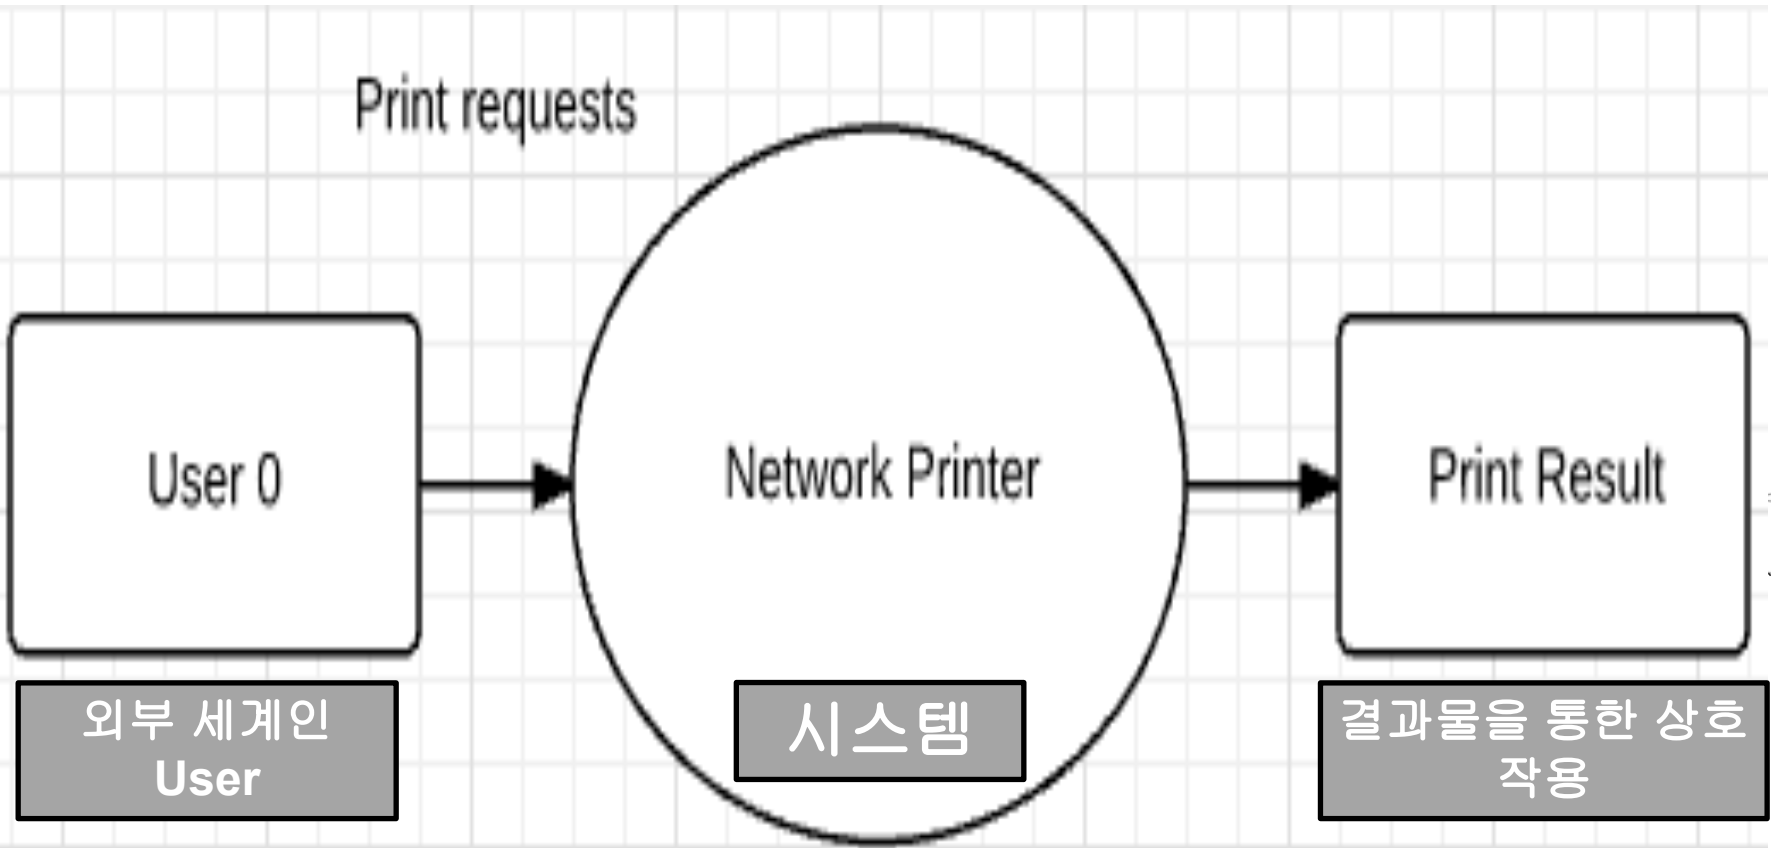 Print requests
User 0
Network Printer
Print Result
외부 세계인
User
시스템
결과물을 통한 상호
작용